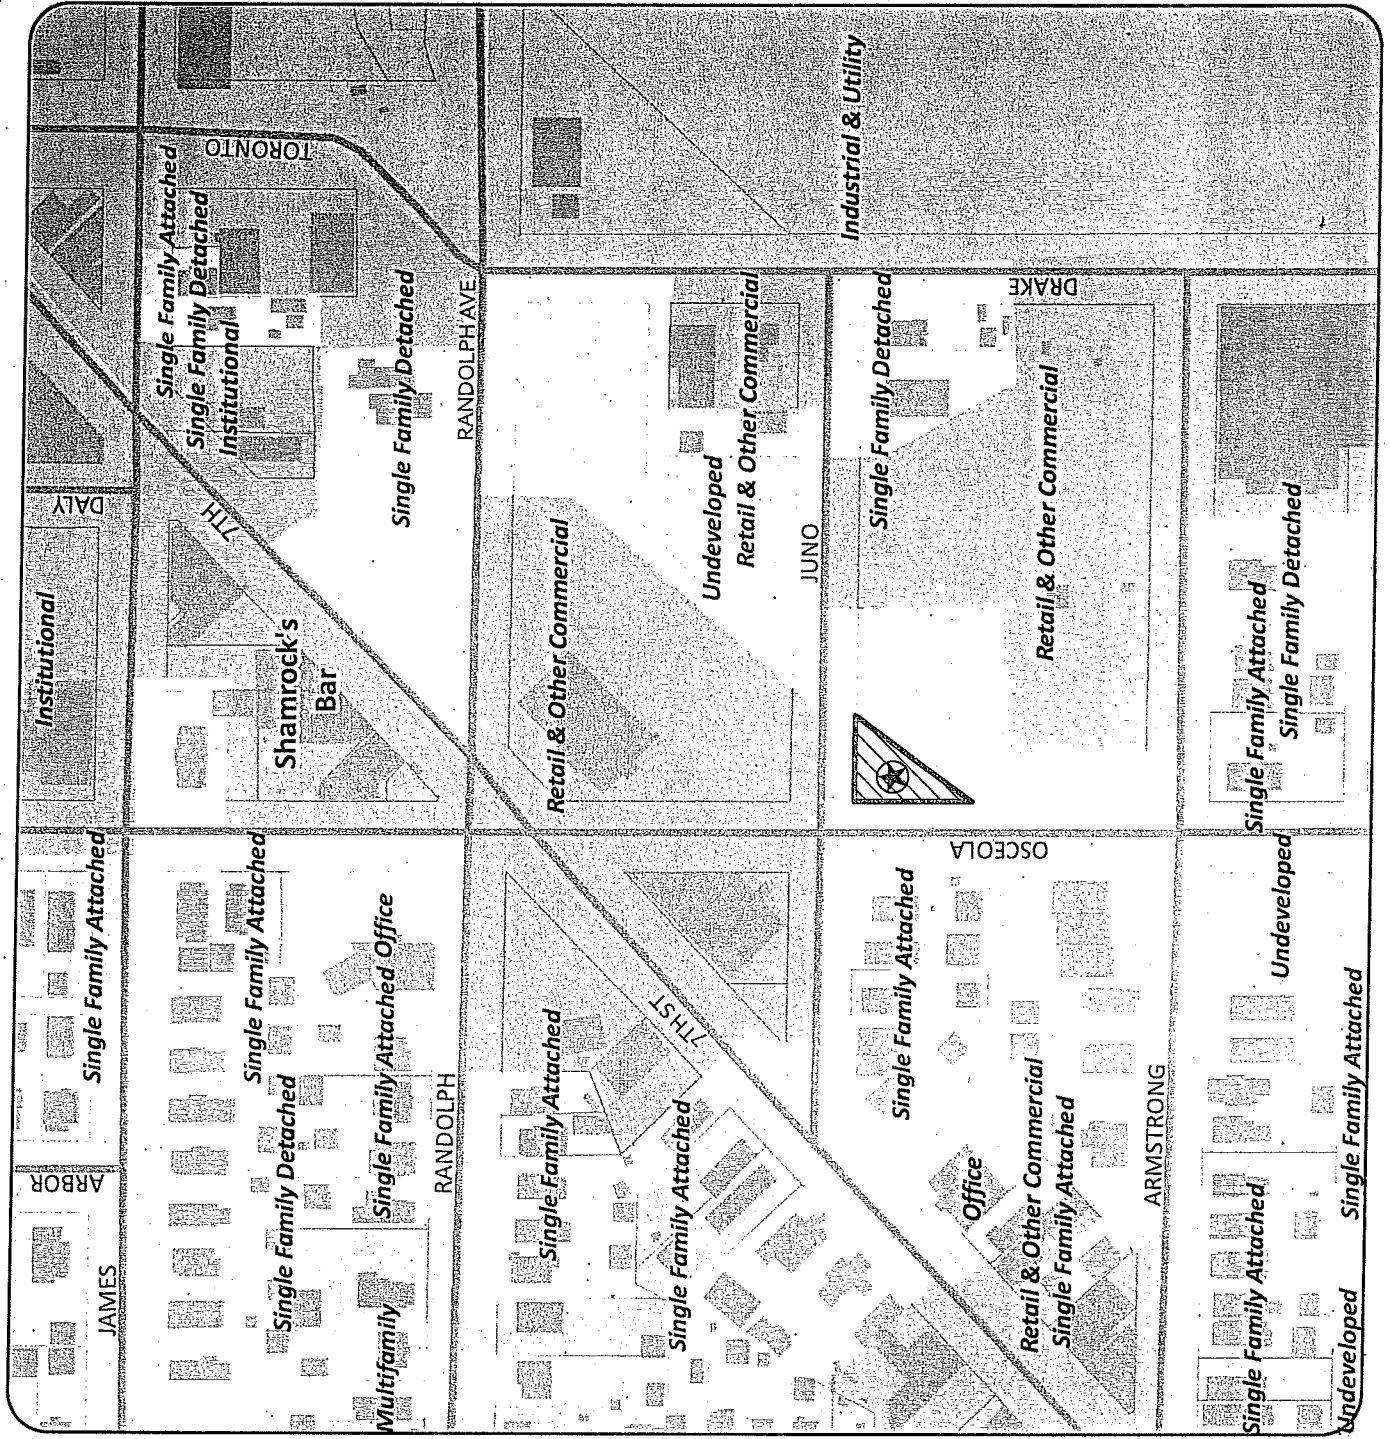 Institutional
DALY
Single Family Attached
Single Family Detached
Institutional
TORONTO
7TH
Shamrock's
Bar
Single Family Detached
RANDOLPH AVE
Single Family Attached
ARBOR
JAMES
Single Family Attached
Single Family Detached
Multifamily
Single Family Attached Office
RANDOLPH
Retail & Other Commercial
Undeveloped
Retail & Other Commercial
JUNO
Industrial & Utility
Single Family Detached
DRAKE
Retail & Other Commercial
OSCEOLA
7TH ST
Single Family Attached
Single Family Attached
Single Family Attached
Office
Retail & Other Commercial
Single Family Attached
ARMSTRONG
Single Family Attached
Single Family Detached
Undeveloped
Single Family Attached
Single Family Attached
Undeveloped